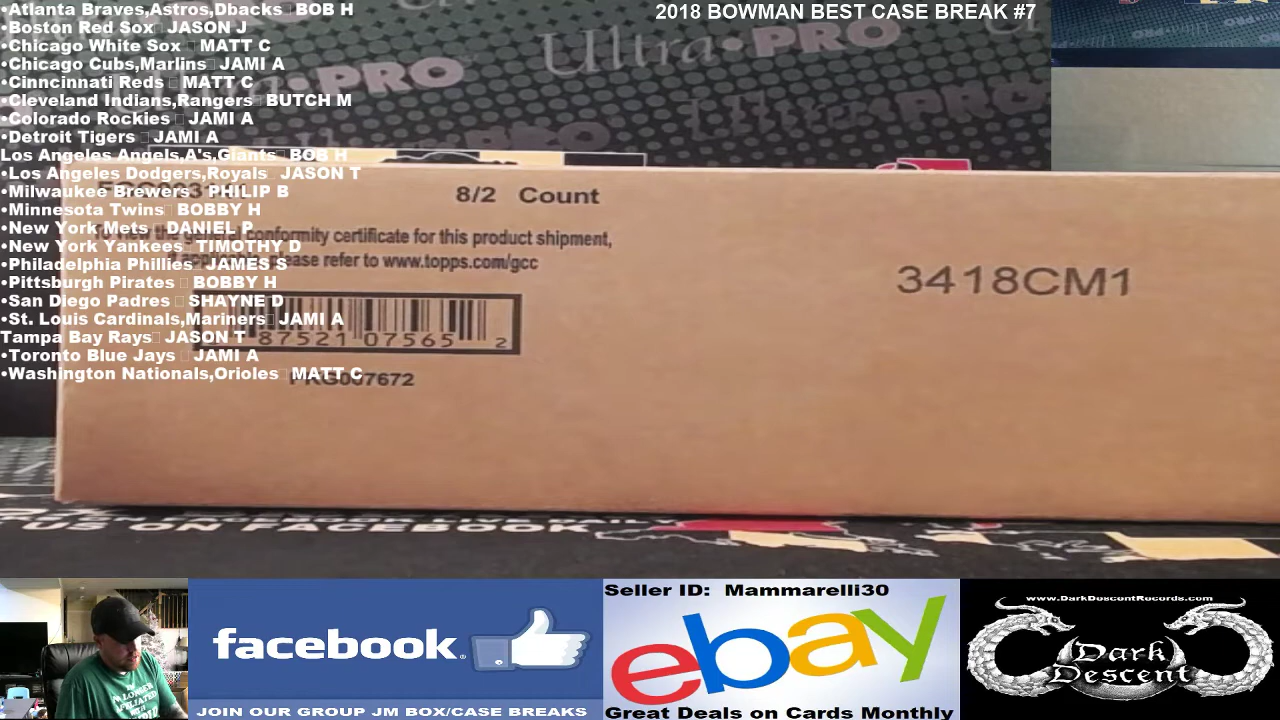 •Atlanta Braves,Astros,Dbacks BOB H
•Boston Red Sox JASON J
•Chicago White Sox MATT C
•Chicago Cubs,Marlins JAMI A
•Cinncinnati Reds MATT C
•Cleveland Indians,Rangers BUTCH M
•Colorado Rockies JAMI A
•Detroit Tigers JAMI A
Los Angeles Angels,A's,Giants BOB H
•Los Angeles Dodgers,Royals JASON T
•Milwaukee Brewers PHILIP B
•Minnesota Twins BOBBY H
•New York Mets DANIEL P
•New York Yankees TIMOTHY D
•Philadelphia Phillies JAMES S
•Pittsburgh Pirates BOBBY H
•San Diego Padres SHAYNE D
•St. Louis Cardinals,Mariners JAMI A
Tampa Bay Rays JASON T
•Toronto Blue Jays JAMI A
•Washington Nationals,Orioles MATT C
2018 BOWMAN BEST CASE BREAK #7
Ultra•PRO
PRO
8/2 Count
conformity certificate for this product shipment,
please refer to www.topps.com/gcc
3418CM1
87521 07565 2
PKG007672
US ON FACEBOOK
facebook
JOIN OUR GROUP JM BOX/CASE BREAKS
Seller ID: Mammarelli30
ebay
Great Deals on Cards Monthly
www.DarkDescentRecords.com
Dark
Descent